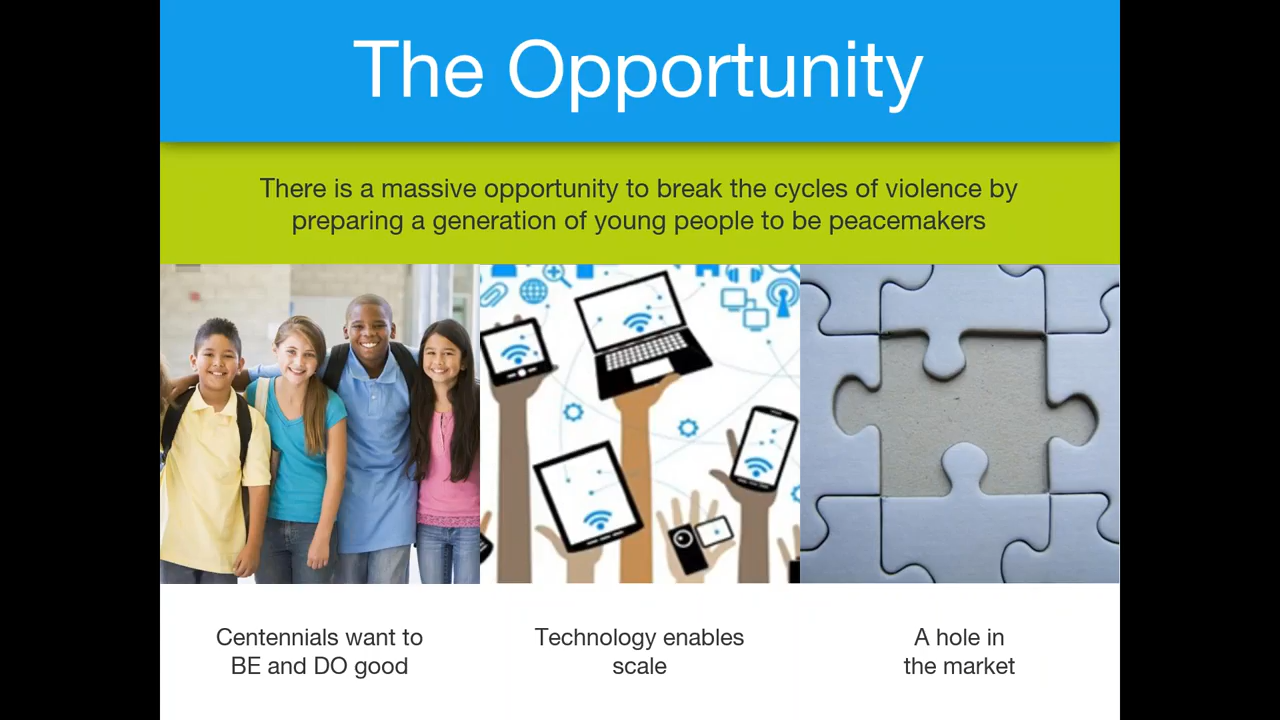 The Opportunity
There is a massive opportunity to break the cycles of violence by
preparing a generation of young people to be peacemakers
Centennials want to
BE and DO good
Technology enables
scale
A hole in
the market